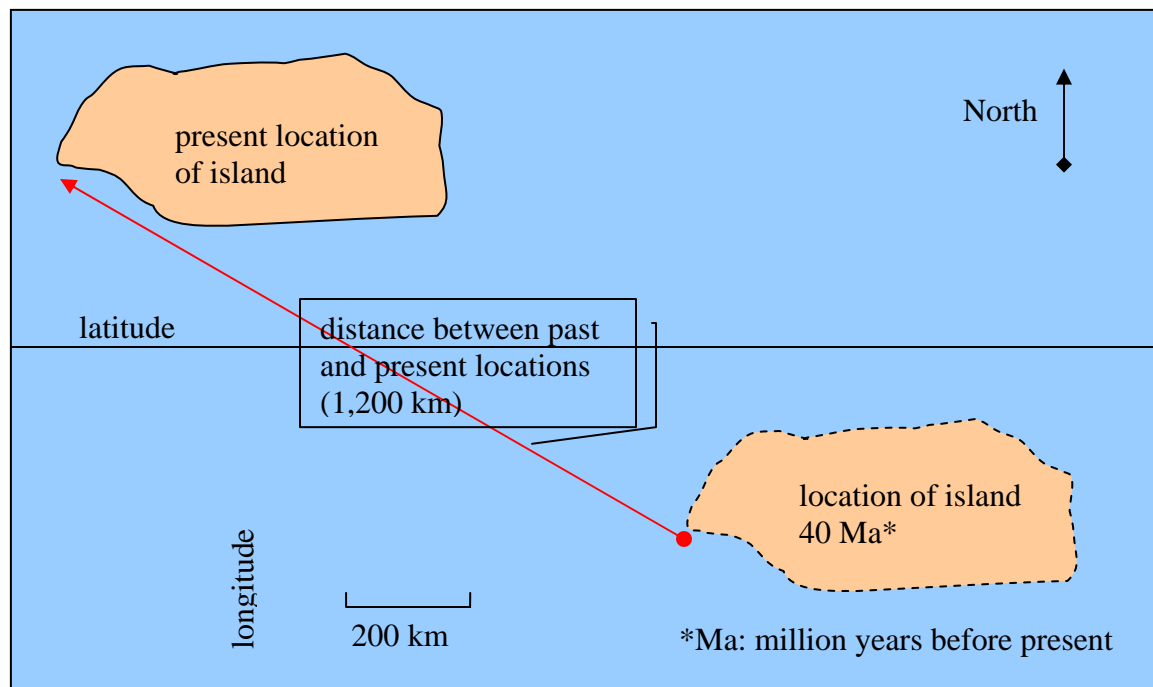 present location
of island
North
latitude
distance between past
and present locations
(1,200 km)
location of island
40 Ma*
longitude
200 km
*Ma: million years before present